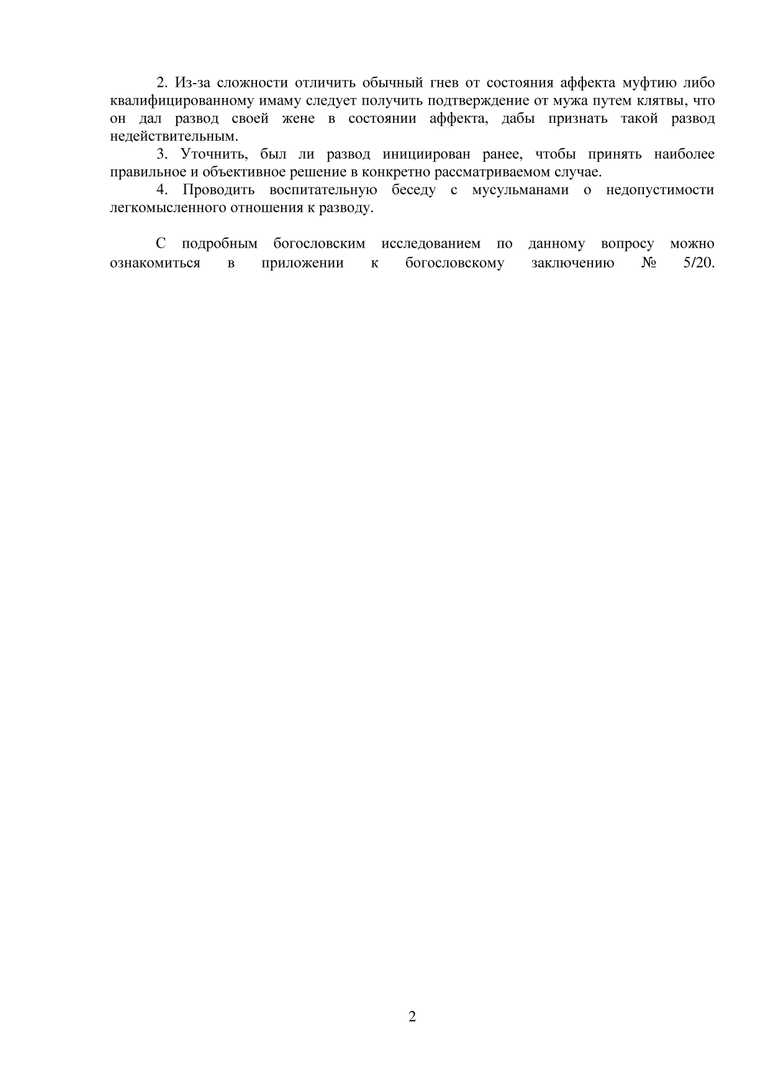 2. Из-за сложности отличить обычный гнев от состояния аффекта муфтию либо
квалифицированному имаму следует получить подтверждение от мужа путем клятвы, что
он дал развод своей жене в состоянии аффекта, дабы признать такой развод
недействительным.
3. Уточнить, был ли развод инициирован ранее, чтобы принять наиболее
правильное и объективное решение в конкретно рассматриваемом случае.
4. Проводить воспитательную беседу с мусульманами о недопустимости
легкомысленного отношения к разводу.
С подробным богословским исследованием по данному вопросу можно
ознакомиться в приложении к богословскому заключению № 5/20.
2